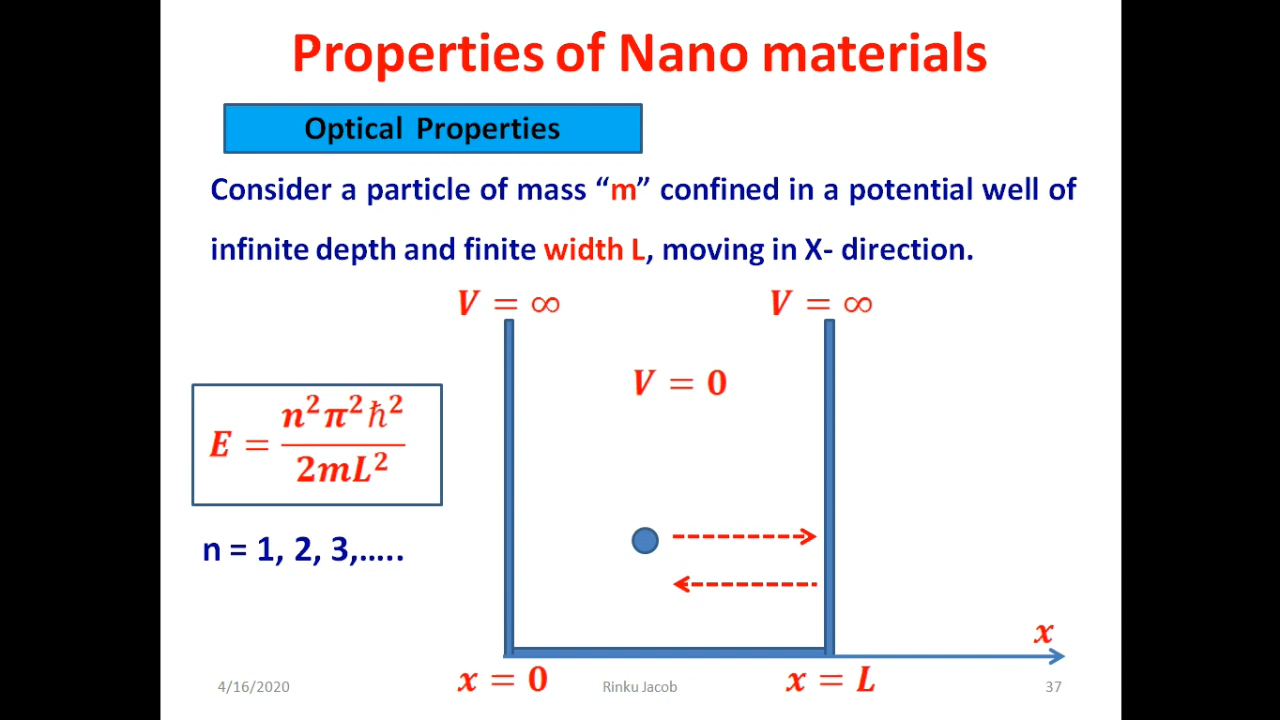 Properties of Nano materials
Optical Properties
Consider a particle of mass “m” confined in a potential well of
infinite depth and finite width L, moving in X- direction.
V = ∞
V = ∞
V = 0
E = n²π²ℏ² / 2mL²
n = 1, 2, 3,.....
x
x = 0
x = L
4/16/2020
Rinku Jacob
37